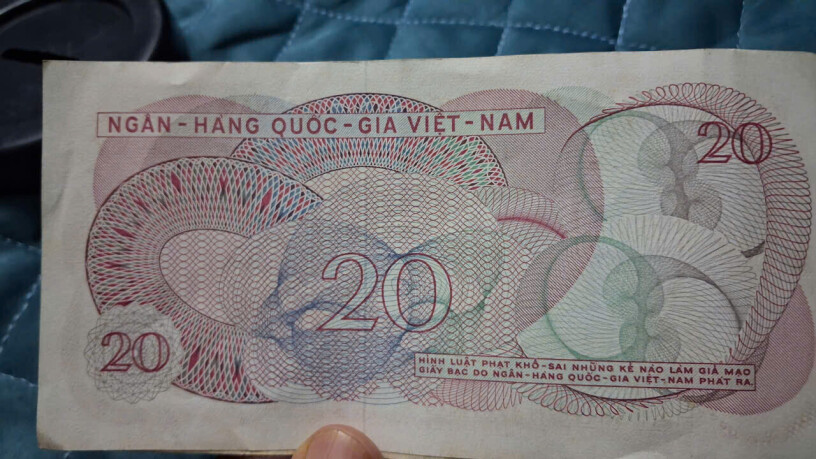 NGÂN-HÀNG QUỐC-GIA VIỆT-NAM
20
20
20
HÌNH LUẬT PHẠT KHỔ-SAI NHỮNG KẺ NÀO LÀM GIẢ MẠO
GIẤY BẠC DO NGÂN-HÀNG QUỐC-GIA VIỆT-NAM PHÁT RA.